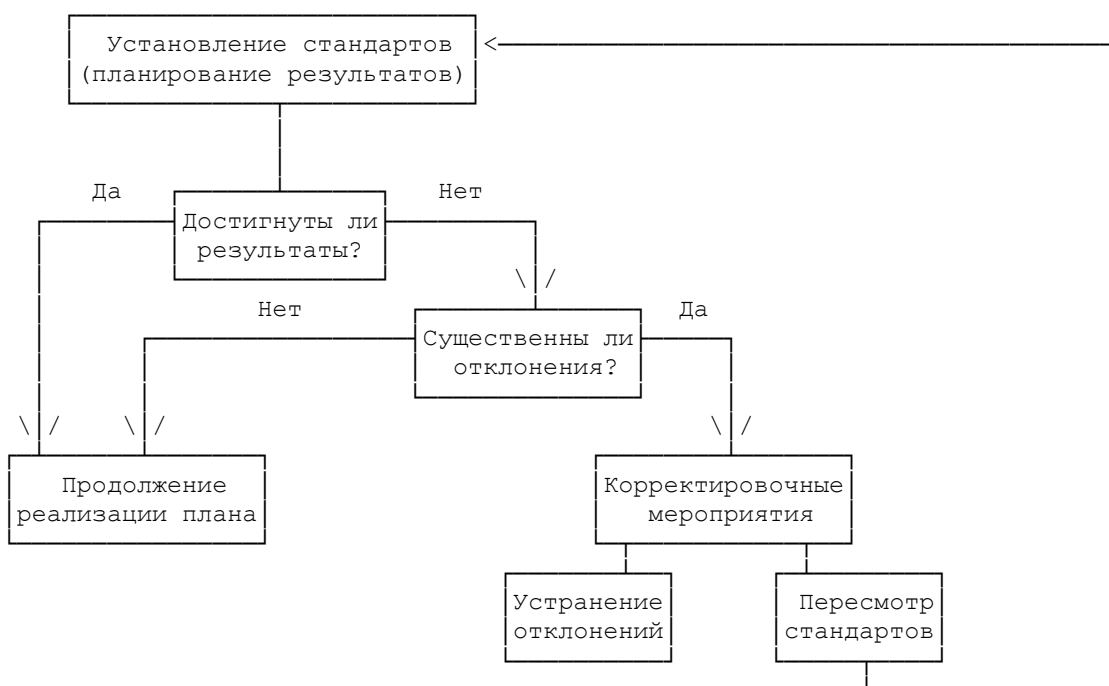 Установление стандартов
(планирование результатов)
Да
Нет
Достигнуты ли
результаты?
Нет
Да
Существенны ли
отклонения?
Продолжение
реализации плана
Корректировочные
мероприятия
Устранение
отклонений
Пересмотр
стандартов